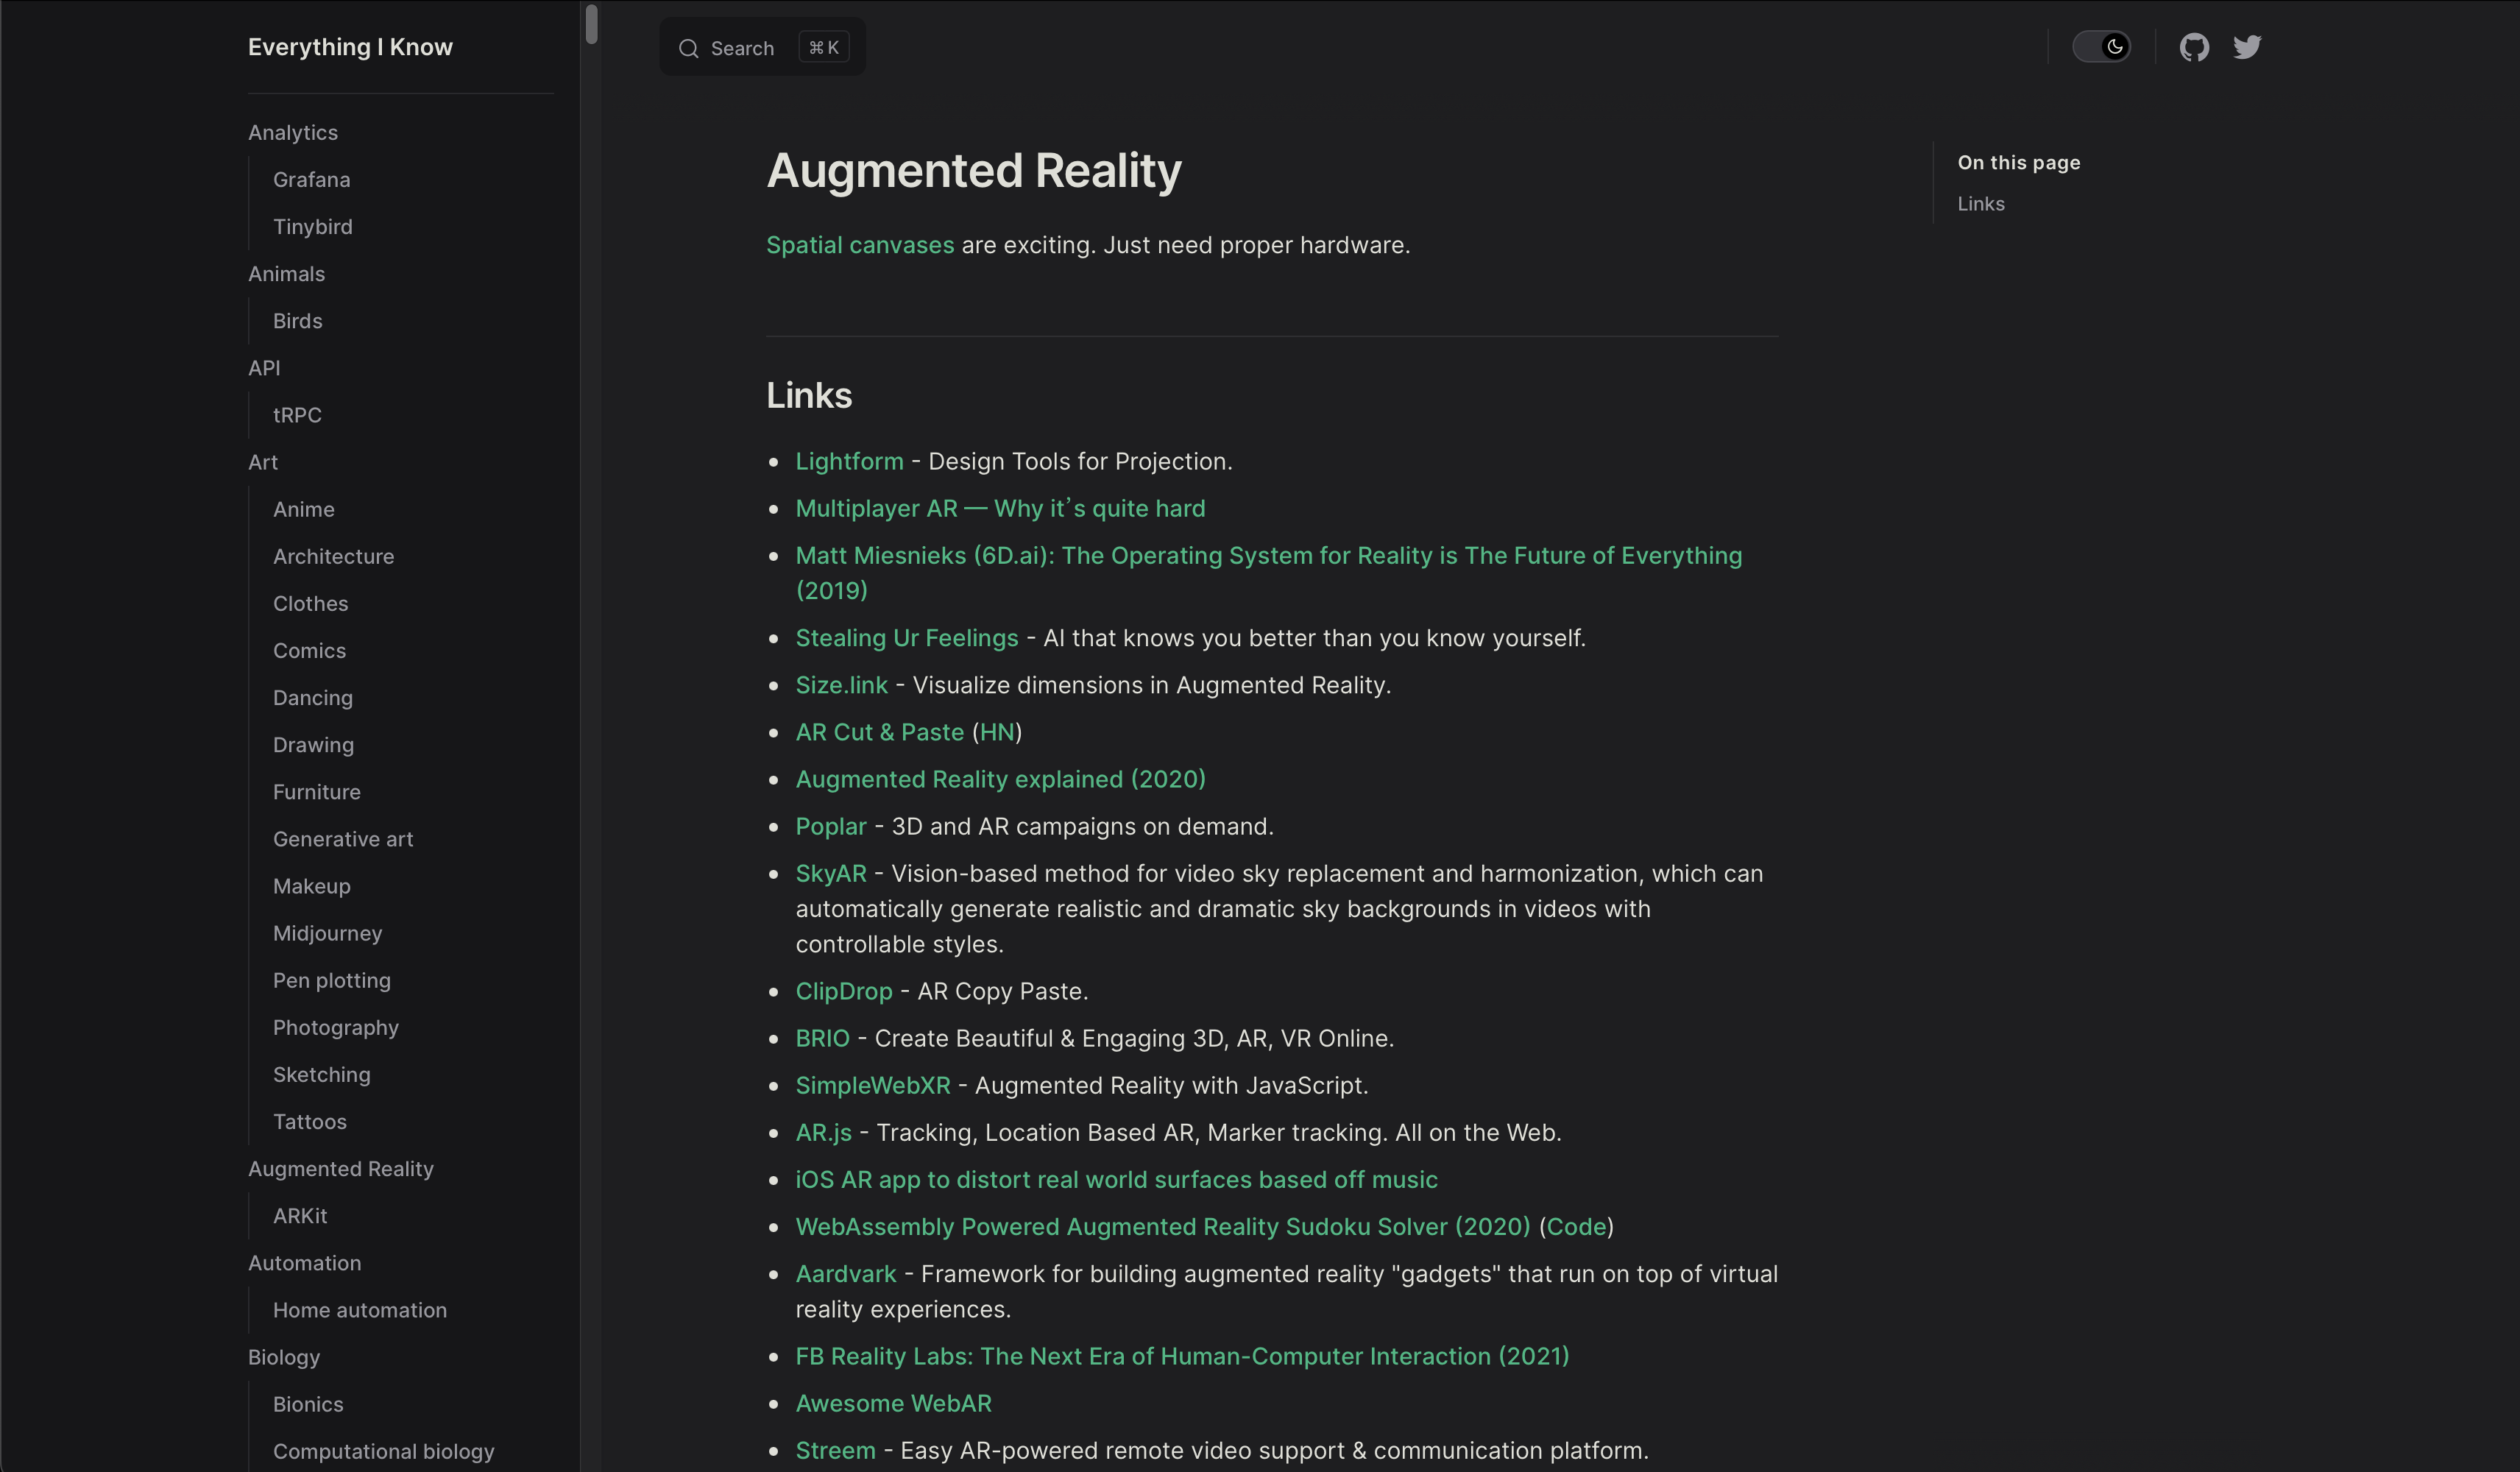 Everything I Know
Analytics
Grafana
Tinybird
Animals
Birds
API
tRPC
Art
Anime
Architecture
Clothes
Comics
Dancing
Drawing
Furniture
Generative art
Makeup
Midjourney
Pen plotting
Photography
Sketching
Tattoos
Augmented Reality
ARKit
Automation
Home automation
Biology
Bionics
Computational biology
Search ⌘ K
Augmented Reality
Spatial canvases are exciting. Just need proper hardware.
Links
Lightform - Design Tools for Projection.
Multiplayer AR — Why it’s quite hard
Matt Miesnieks (6D.ai): The Operating System for Reality is The Future of Everything
(2019)
Stealing Ur Feelings - AI that knows you better than you know yourself.
Size.link - Visualize dimensions in Augmented Reality.
AR Cut & Paste (HN)
Augmented Reality explained (2020)
Poplar - 3D and AR campaigns on demand.
SkyAR - Vision-based method for video sky replacement and harmonization, which can
automatically generate realistic and dramatic sky backgrounds in videos with
controllable styles.
ClipDrop - AR Copy Paste.
BRIO - Create Beautiful & Engaging 3D, AR, VR Online.
SimpleWebXR - Augmented Reality with JavaScript.
AR.js - Tracking, Location Based AR, Marker tracking. All on the Web.
iOS AR app to distort real world surfaces based off music
WebAssembly Powered Augmented Reality Sudoku Solver (2020) (Code)
Aardvark - Framework for building augmented reality "gadgets" that run on top of virtual
reality experiences.
FB Reality Labs: The Next Era of Human-Computer Interaction (2021)
Awesome WebAR
Streem - Easy AR-powered remote video support & communication platform.
On this page
Links